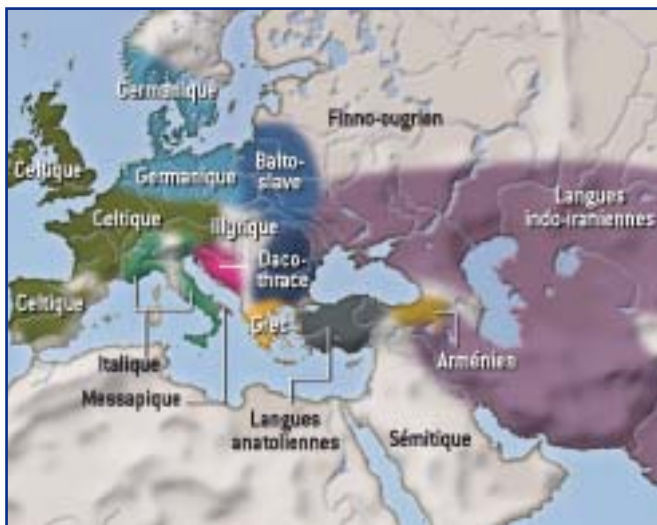 Germanique
Finno-ougrien
Celtique
Germanique
Balto-
slave
Langues
indo-iraniennes
Celtique
Illyrique
Daco-
thrace
Celtique
Grec
Italique
Arménien
Messapique
Langues
anatoliennes
Sémitique